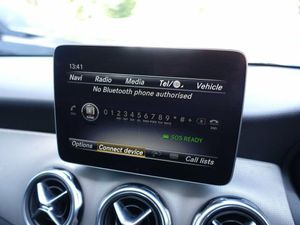 13:41
Navi Radio Media Tel/ Vehicle
No Bluetooth phone authorised
0 1 2 3 4 5 6 7 8 9 * #
SOS READY
Options Connect device Call lists